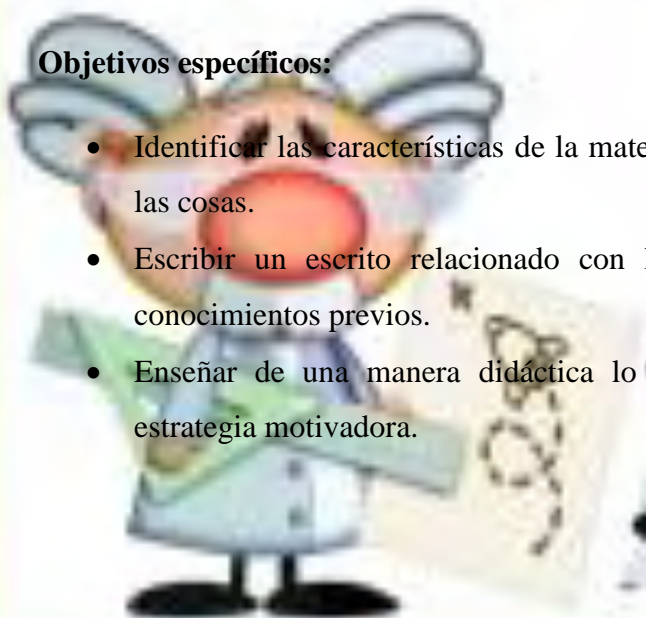 Objetivos específicos:
• Identificar las características de la mate
las cosas.
• Escribir un escrito relacionado con
conocimientos previos.
• Enseñar de una manera didáctica lo
estrategia motivadora.